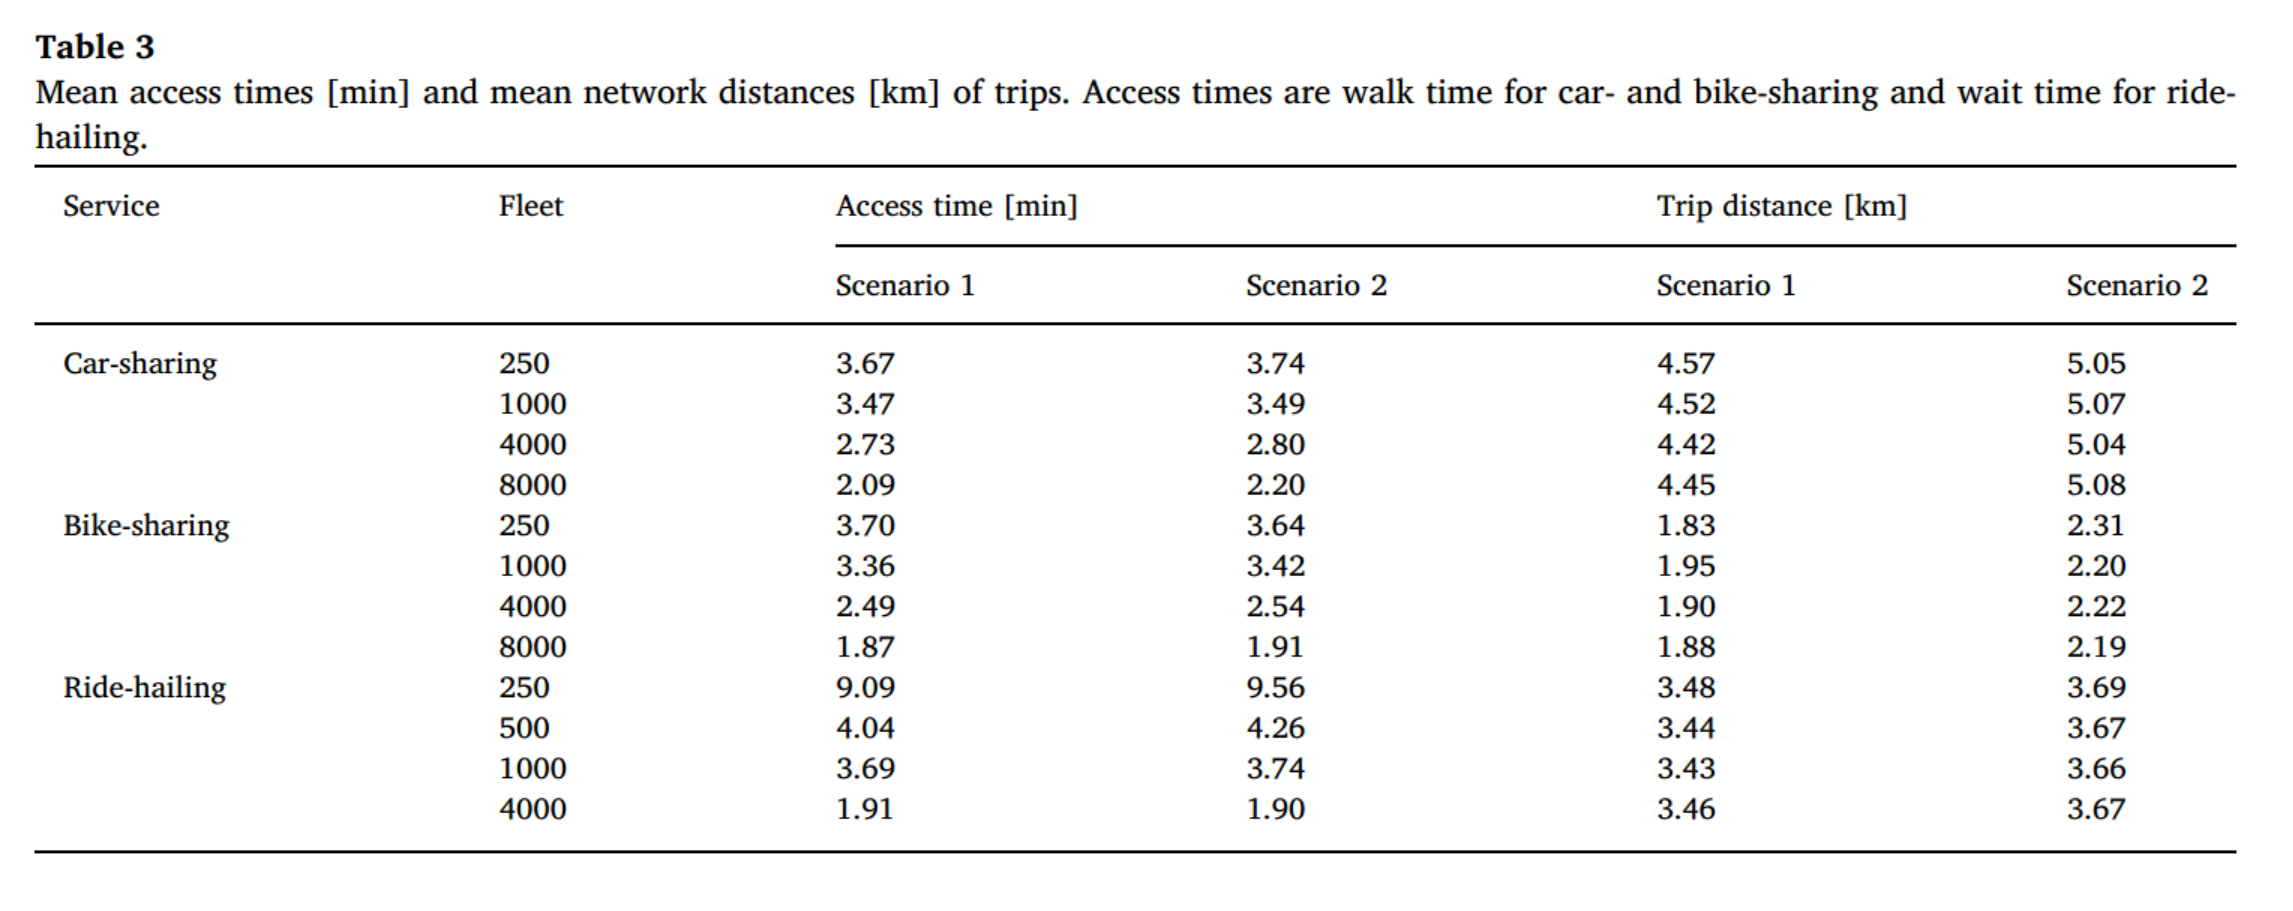 Table 3
Mean access times [min] and mean network distances [km] of trips. Access times are walk time for car- and bike-sharing and wait time for ride-
hailing.
Service Fleet Access time [min] Trip distance [km]
Scenario 1 Scenario 2 Scenario 1 Scenario 2
Car-sharing 250 3.67 3.74 4.57 5.05
1000 3.47 3.49 4.52 5.07
4000 2.73 2.80 4.42 5.04
8000 2.09 2.20 4.45 5.08
Bike-sharing 250 3.70 3.64 1.83 2.31
1000 3.36 3.42 1.95 2.20
4000 2.49 2.54 1.90 2.22
8000 1.87 1.91 1.88 2.19
Ride-hailing 250 9.09 9.56 3.48 3.69
500 4.04 4.26 3.44 3.67
1000 3.69 3.74 3.43 3.66
4000 1.91 1.90 3.46 3.67